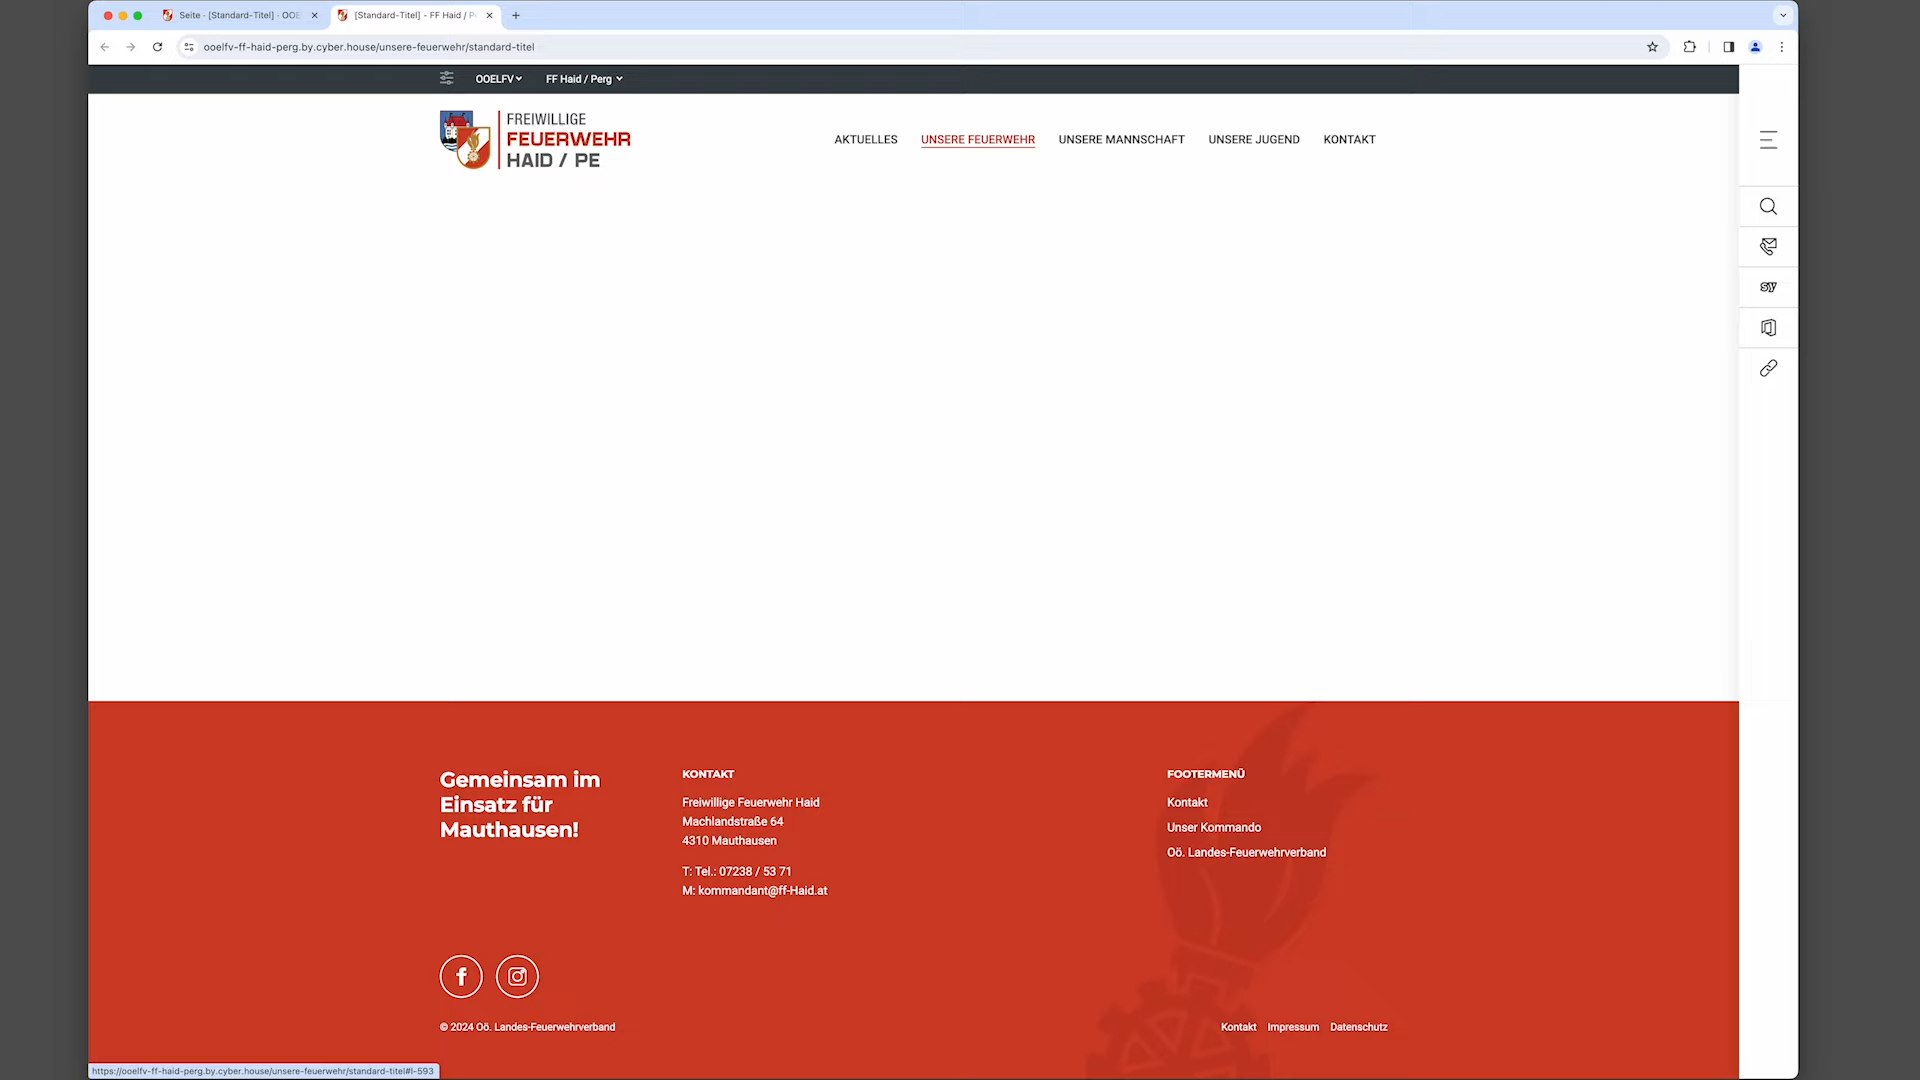 Seite - [Standard-Titel] · OOE
[Standard-Titel] - FF Haid / P
ooelfv-ff-haid-perg.by.cyber.house/unsere-feuerwehr/standard-titel
OOELFV
FF Haid / Perg
FREIWILLIGE
FEUERWEHR
HAID / PE
AKTUELLES
UNSERE FEUERWEHR
UNSERE MANNSCHAFT
UNSERE JUGEND
KONTAKT
sy
Gemeinsam im
Einsatz für
Mauthausen!
KONTAKT
Freiwillige Feuerwehr Haid
Machlandstraße 64
4310 Mauthausen
T: Tel.: 07238 / 53 71
M: kommandant@ff-Haid.at
FOOTERMENÜ
Kontakt
Unser Kommando
Oö. Landes-Feuerwehrverband
© 2024 Oö. Landes-Feuerwehrverband
Kontakt
Impressum
Datenschutz
https://ooelfv-ff-haid-perg.by.cyber.house/unsere-feuerwehr/standard-titel#l-593